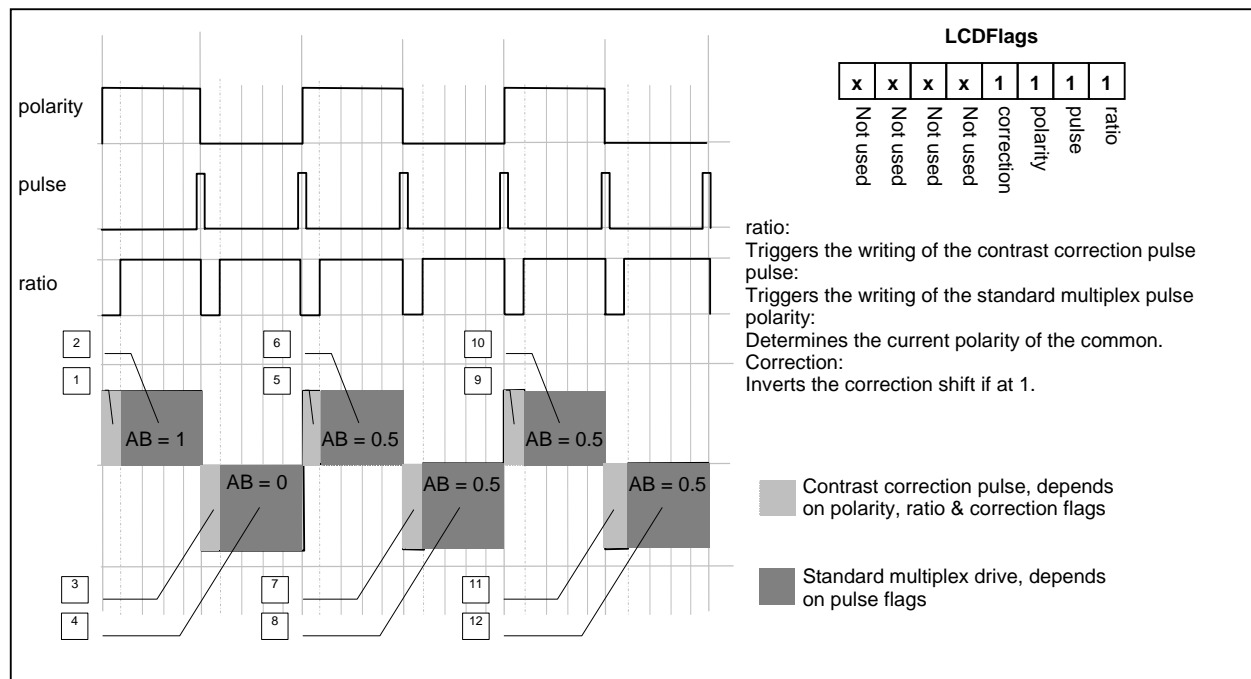 polarity
pulse
ratio
2
6
10
1
5
9
AB = 1
AB = 0.5
AB = 0.5
AB = 0
AB = 0.5
AB = 0.5
3
7
11
4
8
12
LCDFlags
x x x x 1 1 1 1
Not used
Not used
Not used
Not used
correction
polarity
pulse
ratio
ratio:
Triggers the writing of the contrast correction pulse
pulse:
Triggers the writing of the standard multiplex pulse
polarity:
Determines the current polarity of the common.
Correction:
Inverts the correction shift if at 1.
Contrast correction pulse, depends
on polarity, ratio & correction flags
Standard multiplex drive, depends
on pulse flags